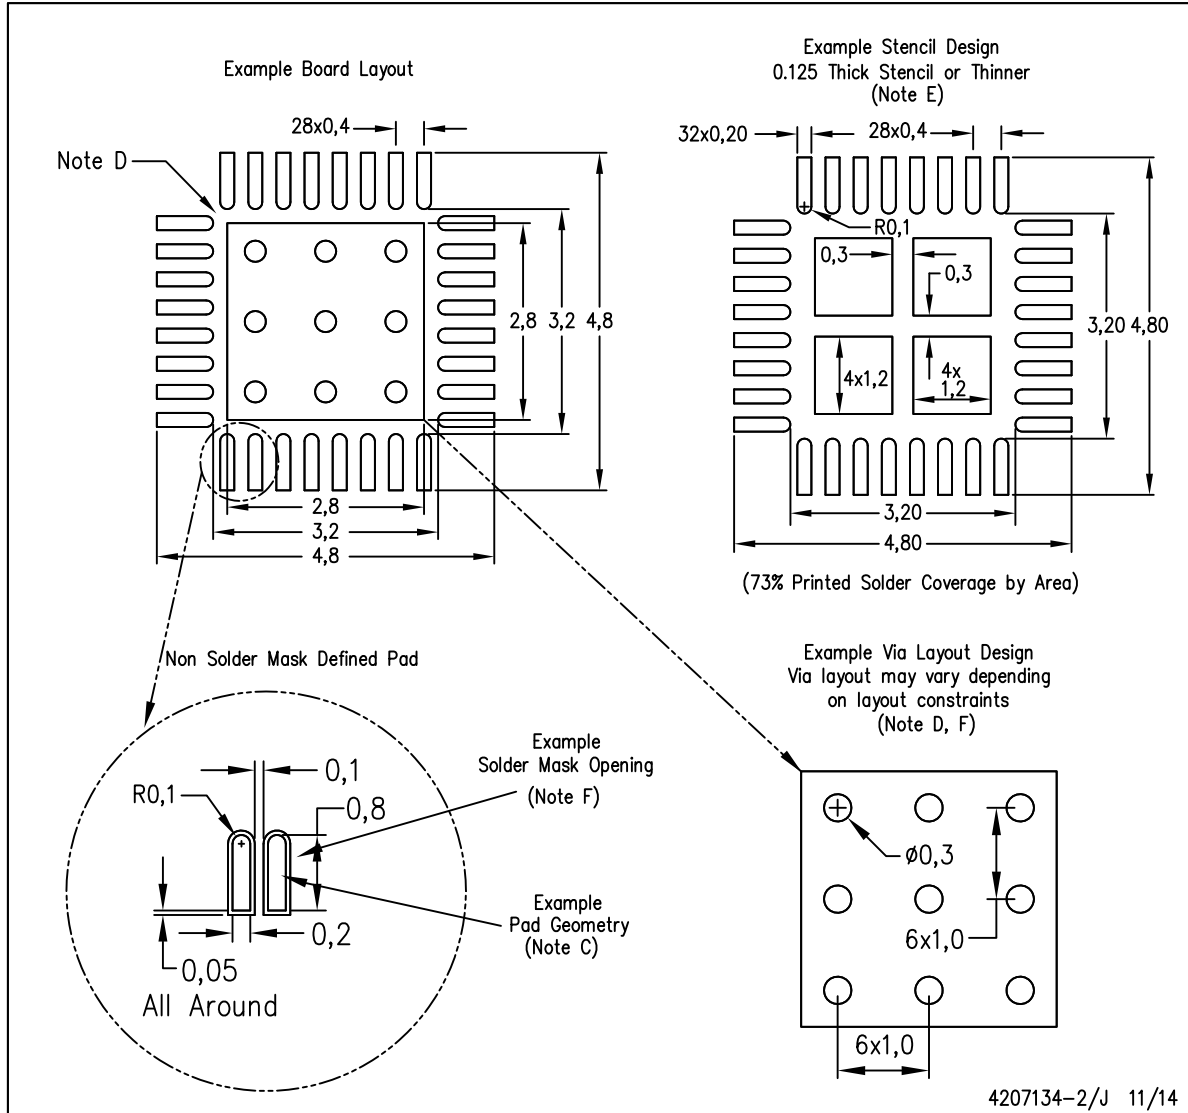 Example Board Layout
28x0,4
Note D
2,8
3,2
4,8
2,8
3,2
4,8
Example Stencil Design
0.125 Thick Stencil or Thinner
(Note E)
32x0,20
28x0,4
R0,1
0,3
0,3
4x1,2
4x
1,2
3,20
4,80
3,20
4,80
(73% Printed Solder Coverage by Area)
Non Solder Mask Defined Pad
Example
Solder Mask Opening
(Note F)
0,1
R0,1
0,8
Example
Pad Geometry
(Note C)
0,2
0,05
All Around
Example Via Layout Design
Via layout may vary depending
on layout constraints
(Note D, F)
ø0,3
6x1,0
6x1,0
4207134-2/J 11/14